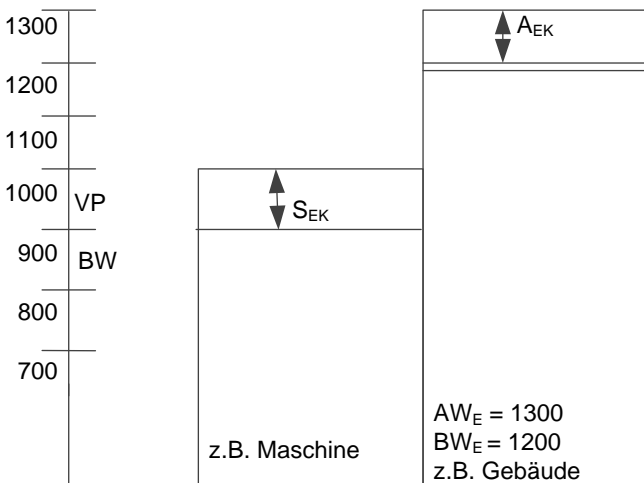 1300
1200
1100
1000 VP
900 BW
800
700
A_EK
S_EK
z.B. Maschine
AW_E = 1300
BW_E = 1200
z.B. Gebäude